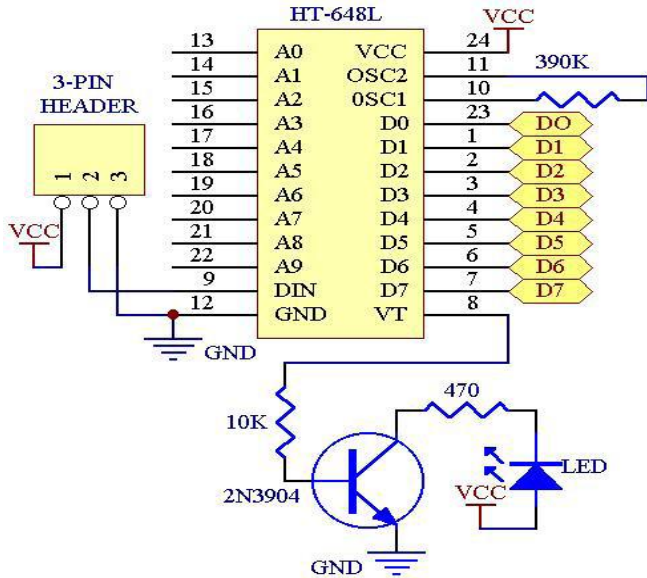 HT-648L
VCC
13 A0 VCC 24
14 A1 OSC2 11 390K
15 A2 0SC1 10
3-PIN
HEADER
16 A3 D0 23 DO
17 A4 D1 1 D1
18 A5 D2 2 D2
19 A6 D3 3 D3
20 A7 D4 4 D4
21 A8 D5 5 D5
22 A9 D6 6 D6
9 DIN D7 7 D7
12 GND VT 8
1 2 3
VCC
GND
10K
470
2N3904
LED
VCC
GND